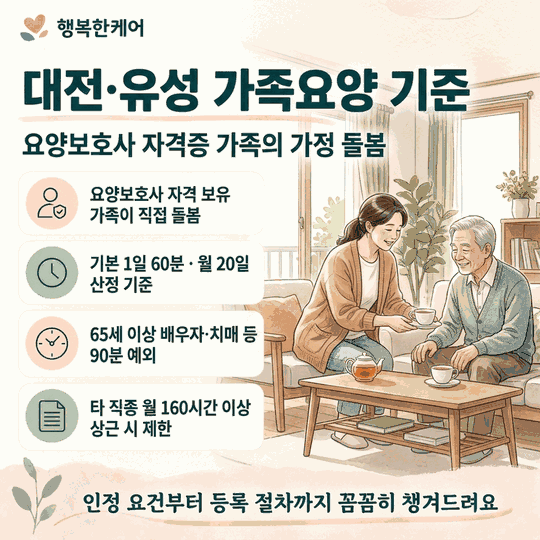 행복한케어
대전·유성 가족요양 기준
요양보호사 자격증 가족의 가정 돌봄
요양보호사 자격 보유
가족이 직접 돌봄
기본 1일 60분 · 월 20일
산정 기준
65세 이상 배우자·치매 등
90분 예외
타 직종 월 160시간 이상
상근 시 제한
인정 요건부터 등록 절차까지 꼼꼼히 챙겨드려요